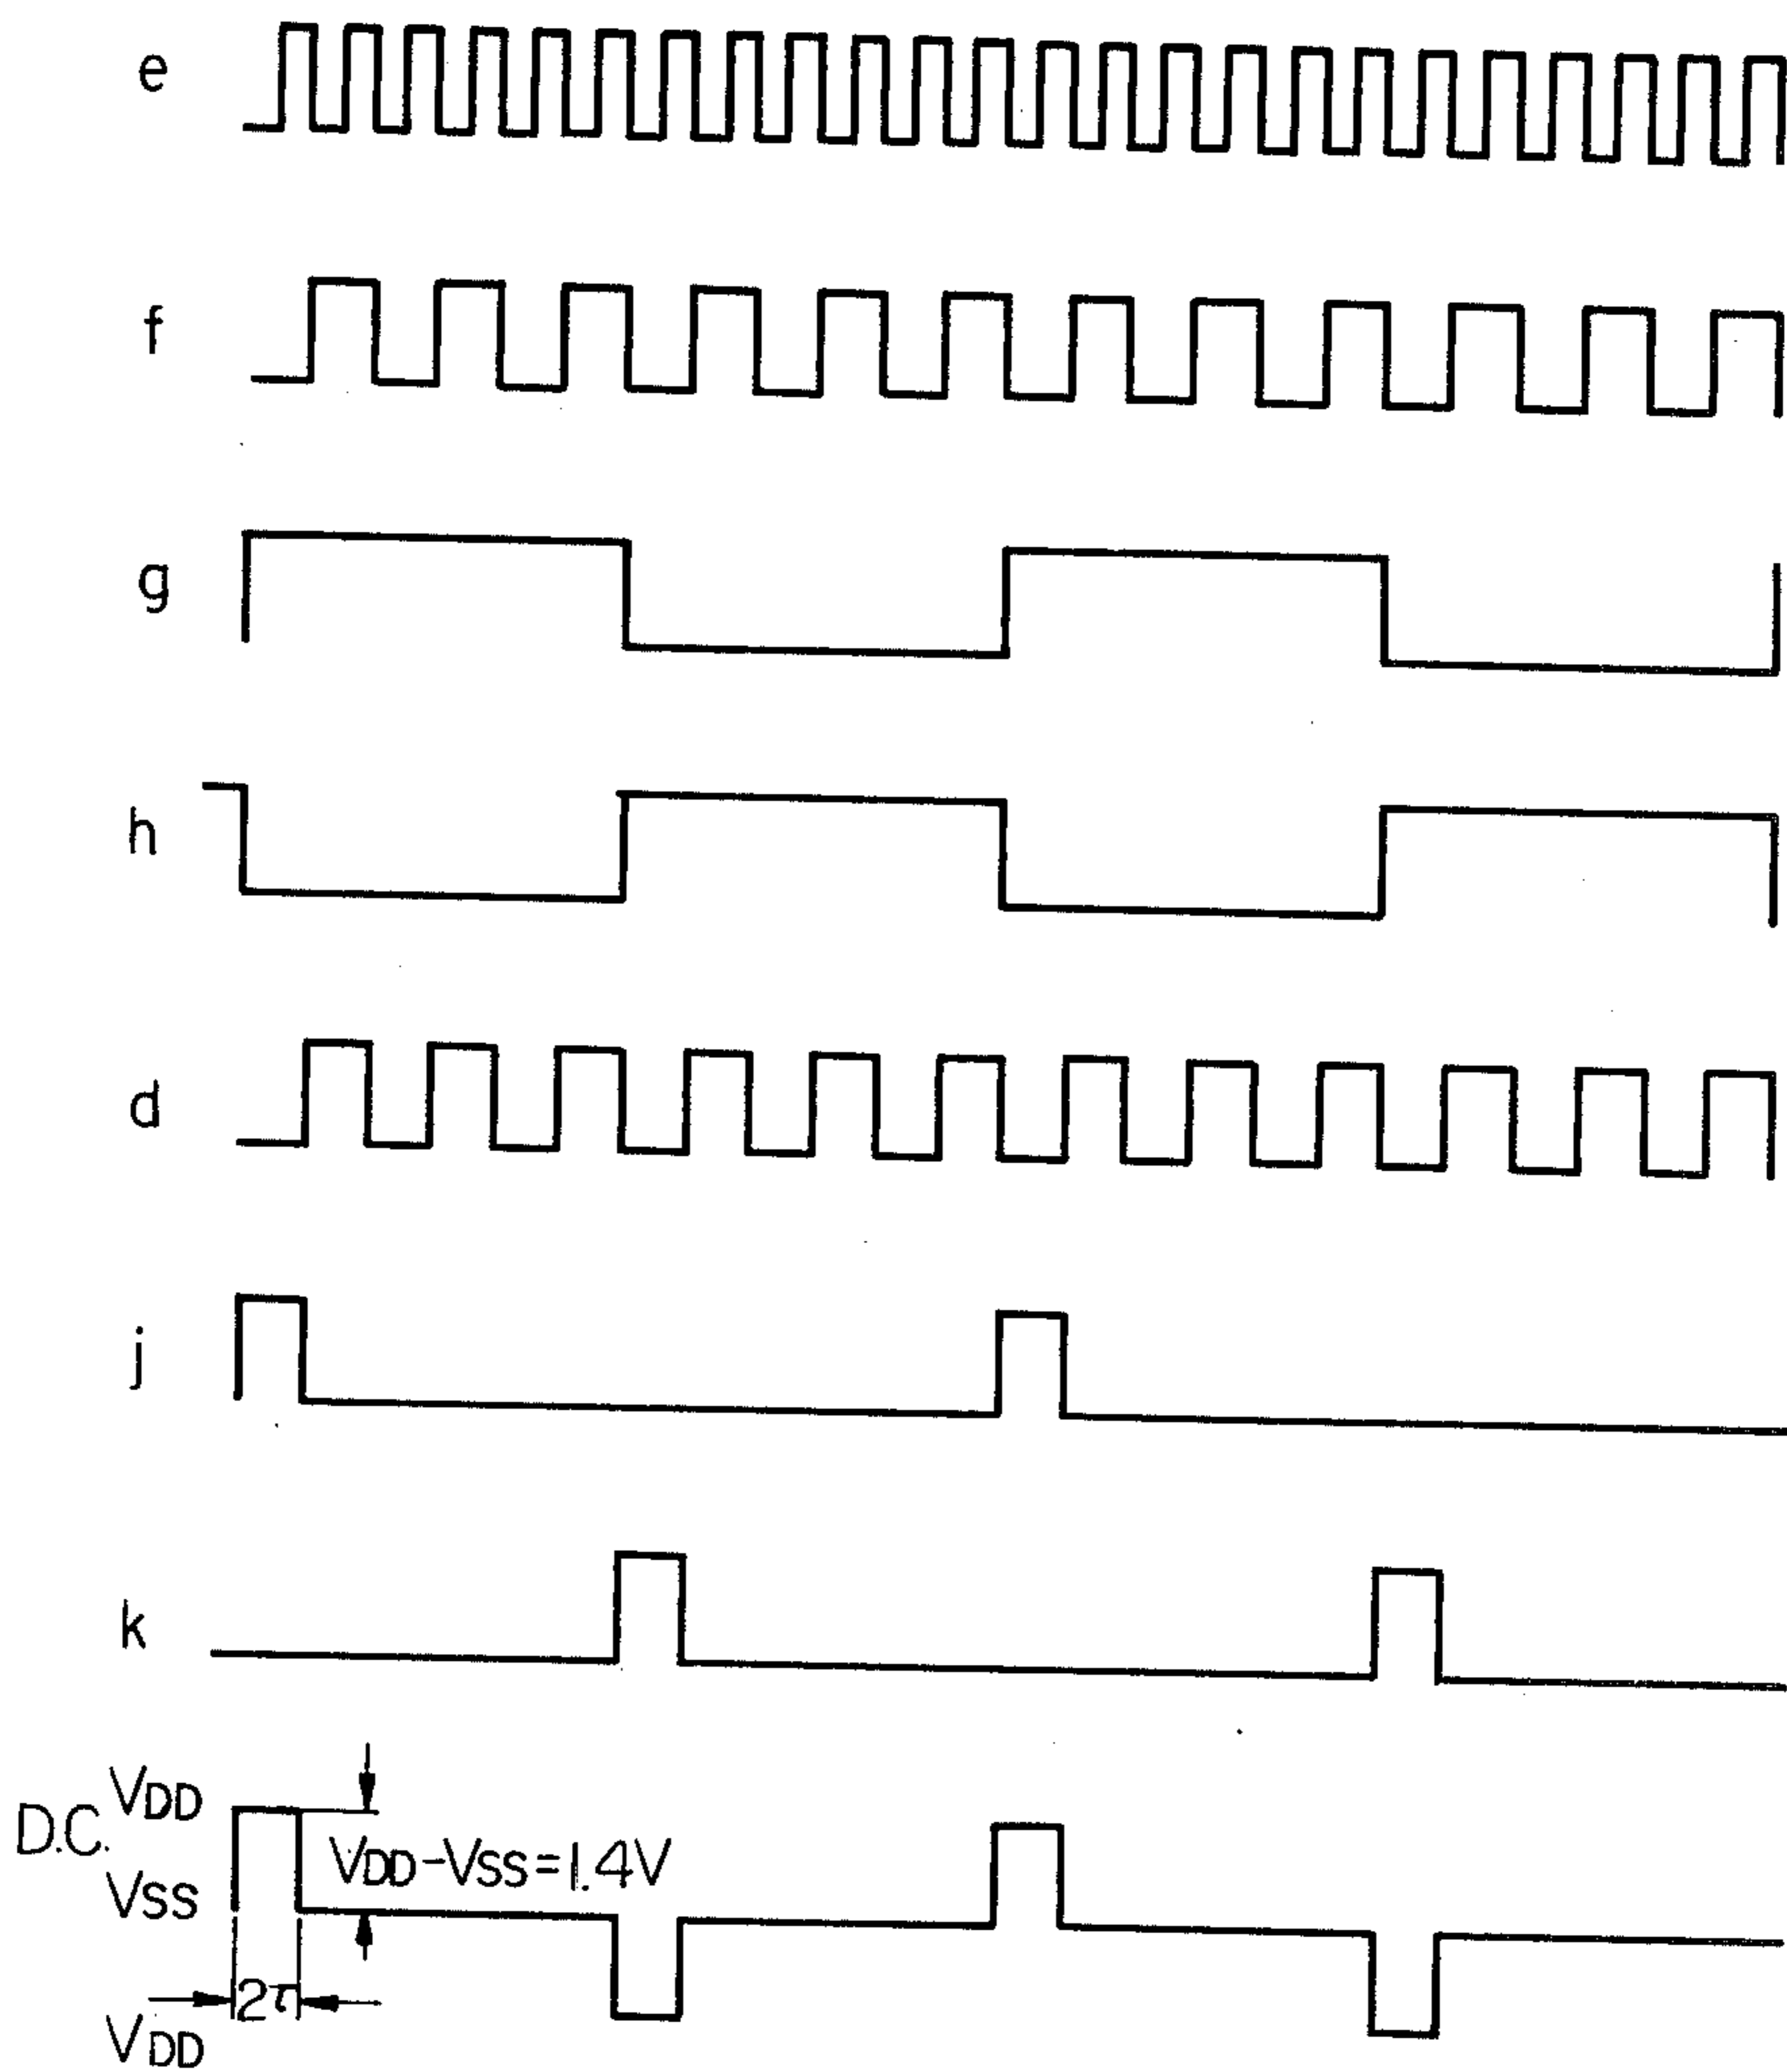 e
f
g
h
d
j
k
D.C. VDD
VDD-VSS=1.4V
VSS
2τ
VDD